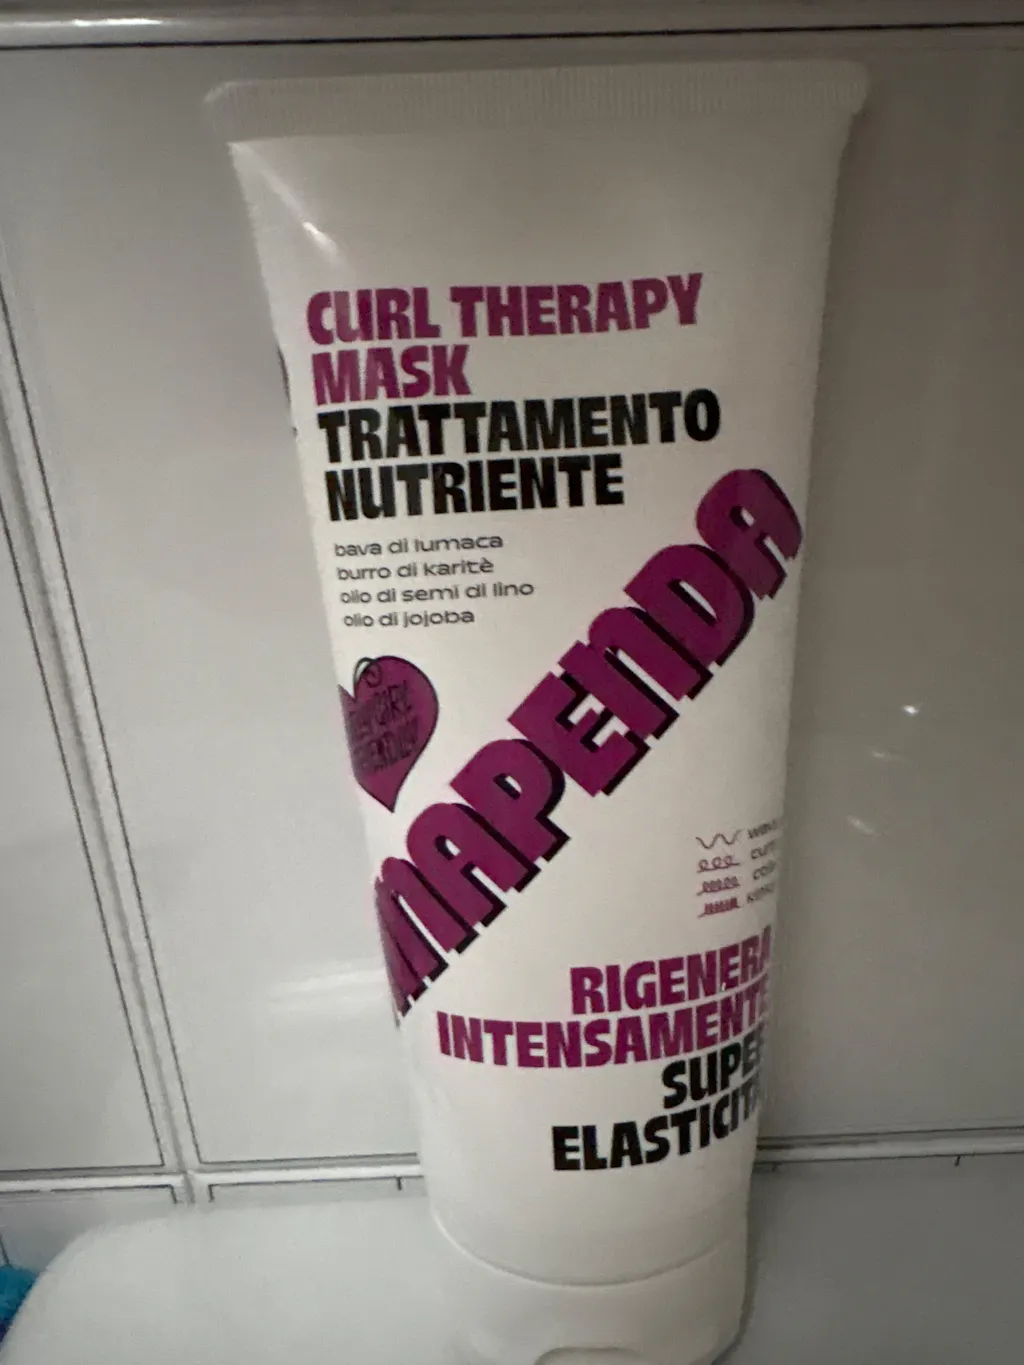 CURL THERAPY
MASK
TRATTAMENTO
NUTRIENTE
bava di lumaca
burro di karitè
olio di semi di lino
olio di jojoba
MAPENDA
RIGENERA
INTENSAMENTE
SUPER
ELASTICITÀ